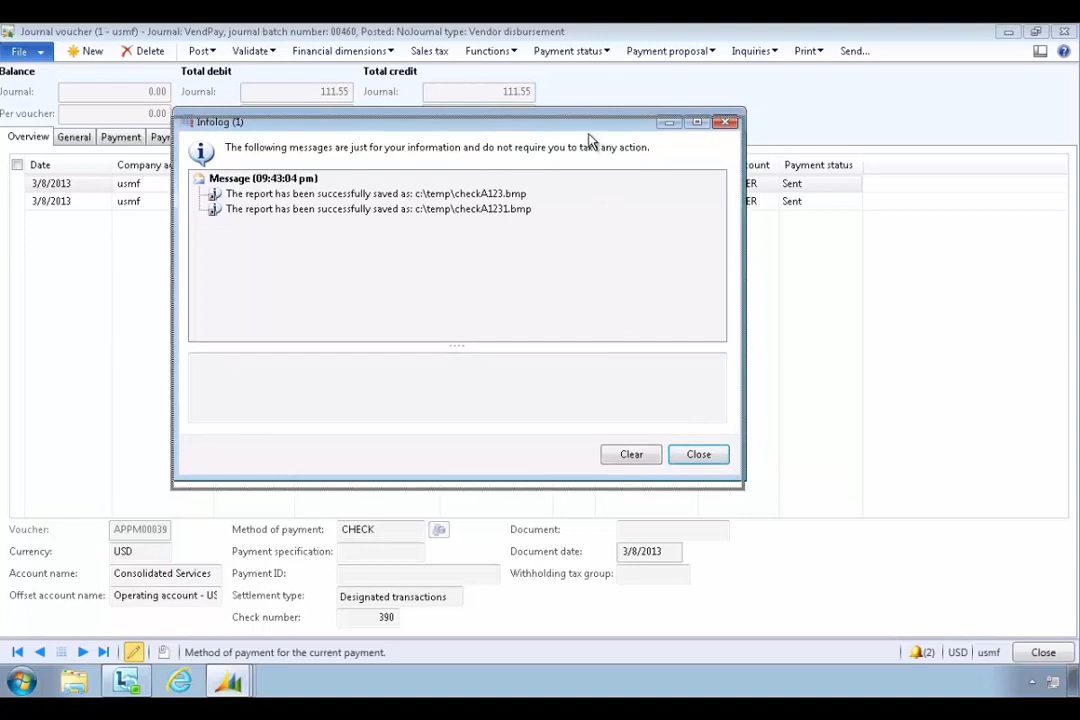 Journal voucher (1 - usmf) - Journal: VendPay, journal batch number: 00460, Posted: NoJournal type: Vendor disbursement
File New Delete Post Validate Financial dimensions Sales tax Functions Payment status Payment proposal Inquiries Print Send...
Balance Total debit Total credit
Journal: 0.00 Journal: 111.55 Journal: 111.55
Per voucher: 0.00
Infolog (1)
Overview General Payment
The following messages are just for your information and do not require you to take any action.
Date Payment status
Message (09:43:04 pm)
3/8/2013 usmf ER Sent
The report has been successfully saved as: c:\temp\checkA123.bmp
3/8/2013 usmf ER Sent
The report has been successfully saved as: c:\temp\checkA1231.bmp
Clear Close
Voucher: APPM00039 Method of payment: CHECK Document:
Currency: USD Payment specification: Document date: 3/8/2013
Account name: Consolidated Services Payment ID: Withholding tax group:
Offset account name: Operating account - US Settlement type: Designated transactions
Check number: 390
Method of payment for the current payment. (2) USD usmf Close